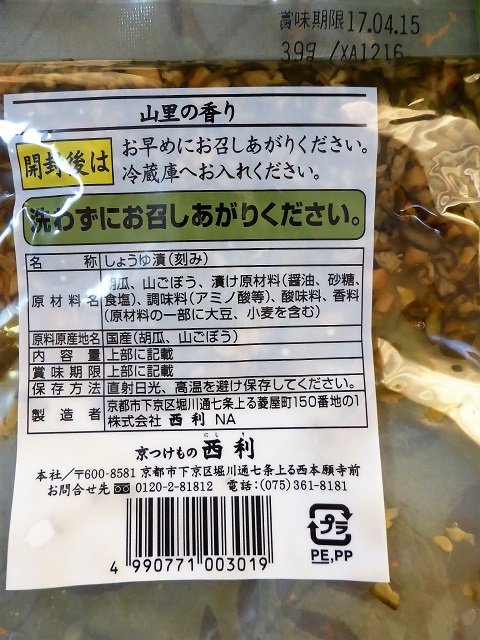 賞味期限 17.04.15
39g /XA1216
山里の香り
開封後は
お早めにお召しあがりください。
冷蔵庫へお入れください。
洗わずにお召しあがりください。
名 称 しょうゆ漬(刻み)
原材料名 胡瓜、山ごぼう、漬け原材料(醤油、砂糖、
食塩)、調味料(アミノ酸等)、酸味料、香料
(原材料の一部に大豆、小麦を含む)
原料原産地名 国産(胡瓜、山ごぼう)
内容量 上部に記載
賞味期限 上部に記載
保存方法 直射日光、高温を避け保存してください。
製造者 京都市下京区堀川通七条上る菱屋町150番地の1
株式会社 西利 NA
京つけもの 西利
にしり
本社/〒600-8581 京都市下京区堀川通七条上る西本願寺前
お問合せ先 0120-2-81812 電話:(075)361-8181
4 990771 003019
プラ
PE,PP